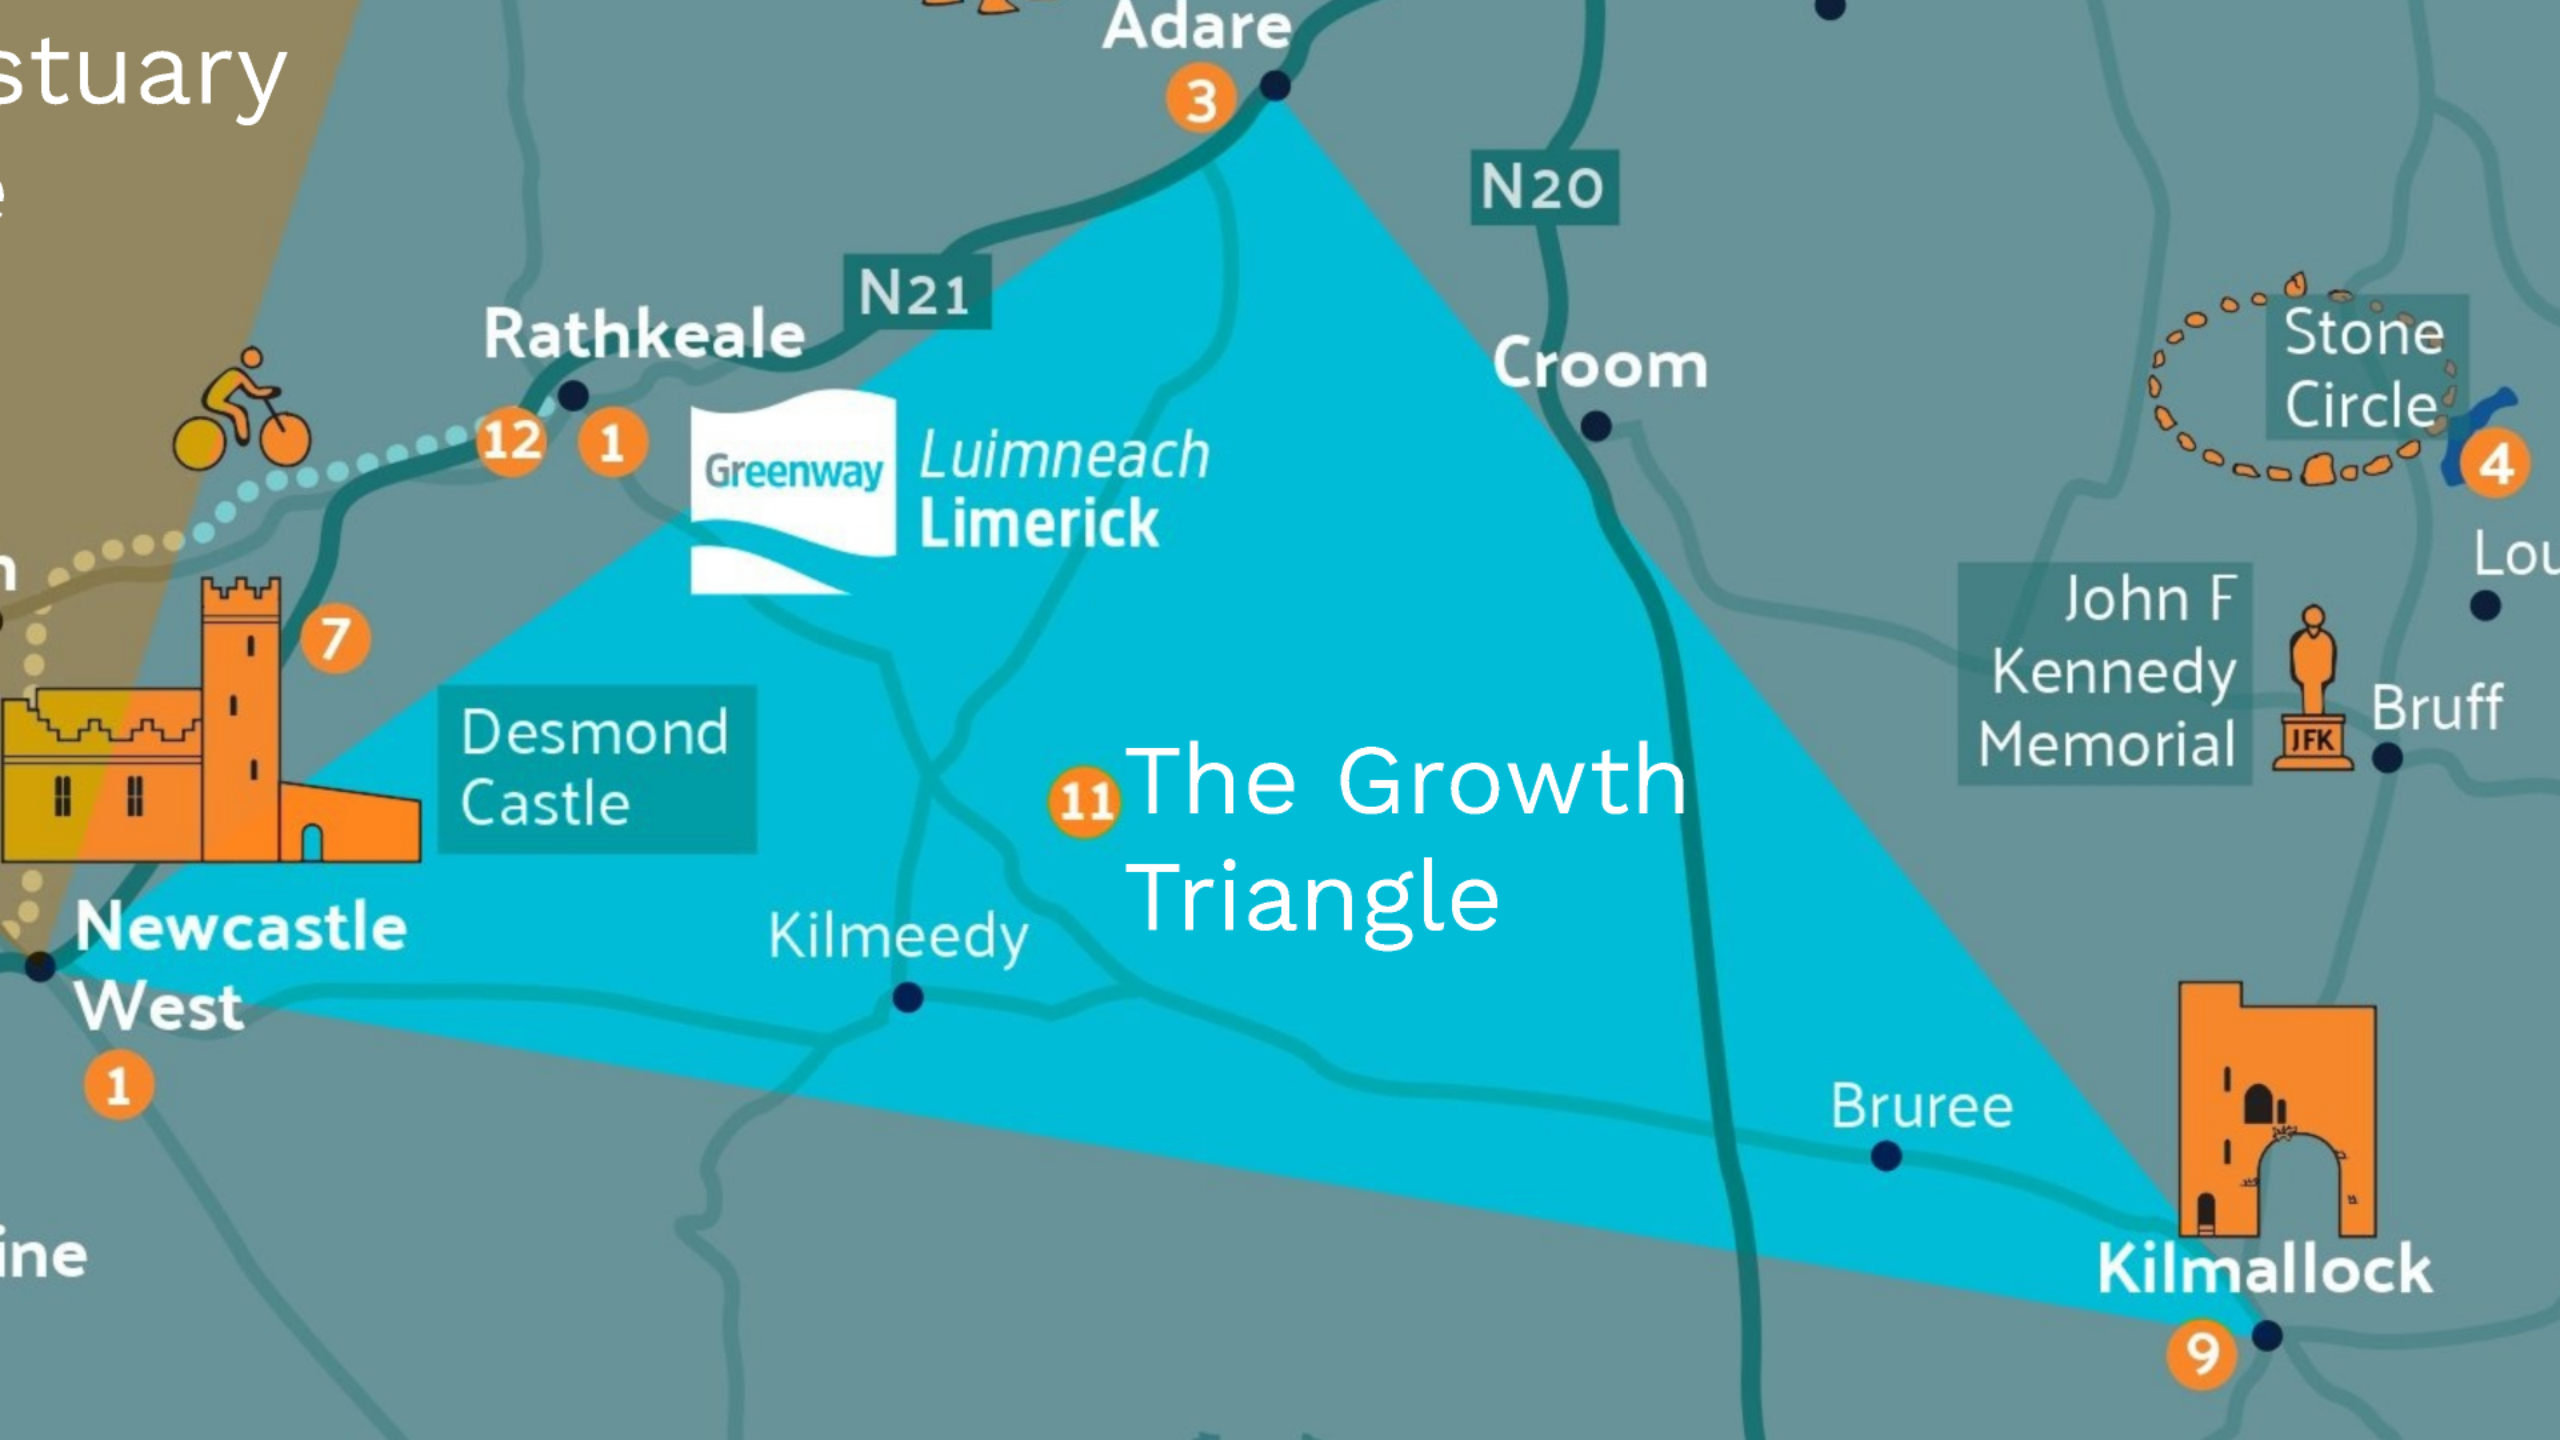 Adare
stuary
3
e
N20
N21
Rathkeale
Croom
Stone
Circle
12
1
Greenway
Luimneach
Limerick
4
n
7
Lou
John F
Kennedy
Memorial
JFK
Bruff
Desmond
Castle
11
The Growth
Triangle
Newcastle
West
Kilmeedy
1
Bruree
ine
Kilmallock
9